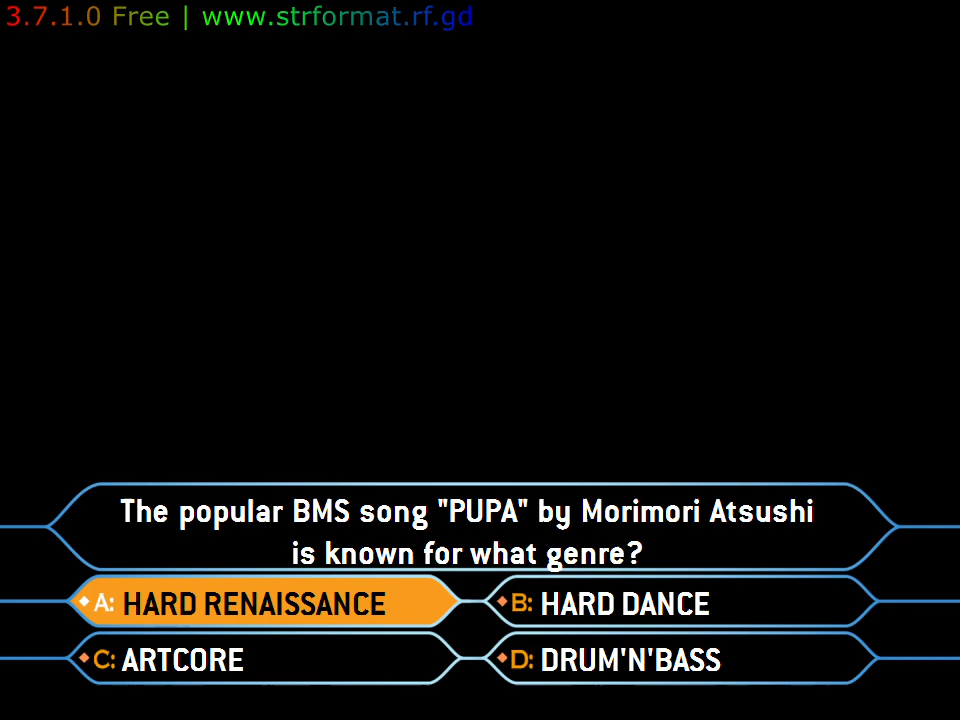 3.7.1.0 Free | www.strformat.rf.gd
The popular BMS song "PUPA" by Morimori Atsushi
is known for what genre?
A: HARD RENAISSANCE
B: HARD DANCE
C: ARTCORE
D: DRUM'N'BASS